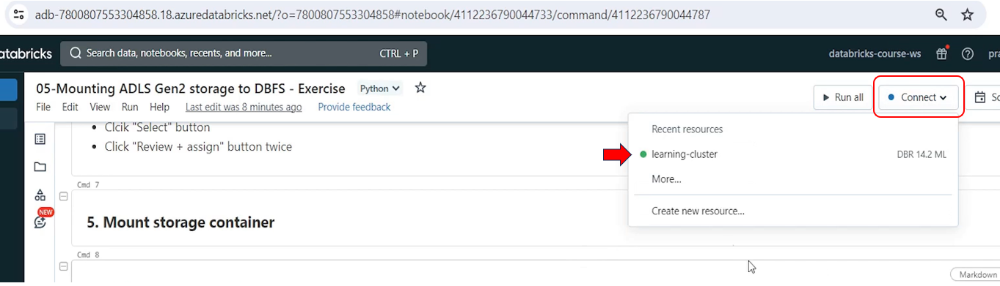 adb-7800807553304858.18.azuredatabricks.net/?o=7800807553304858#notebook/4112236790044733/command/4112236790044787
atabricks
Search data, notebooks, recents, and more...
CTRL + P
databricks-course-ws
pra
05-Mounting ADLS Gen2 storage to DBFS - Exercise
Python
Run all
Connect
Sc
File Edit View Run Help Last edit was 8 minutes ago Provide feedback
• Clcik "Select" button
• Click "Review + assign" button twice
Recent resources
learning-cluster
DBR 14.2 ML
More...
Create new resource...
Cmd 7
NEW
5. Mount storage container
Cmd 8
Markdown